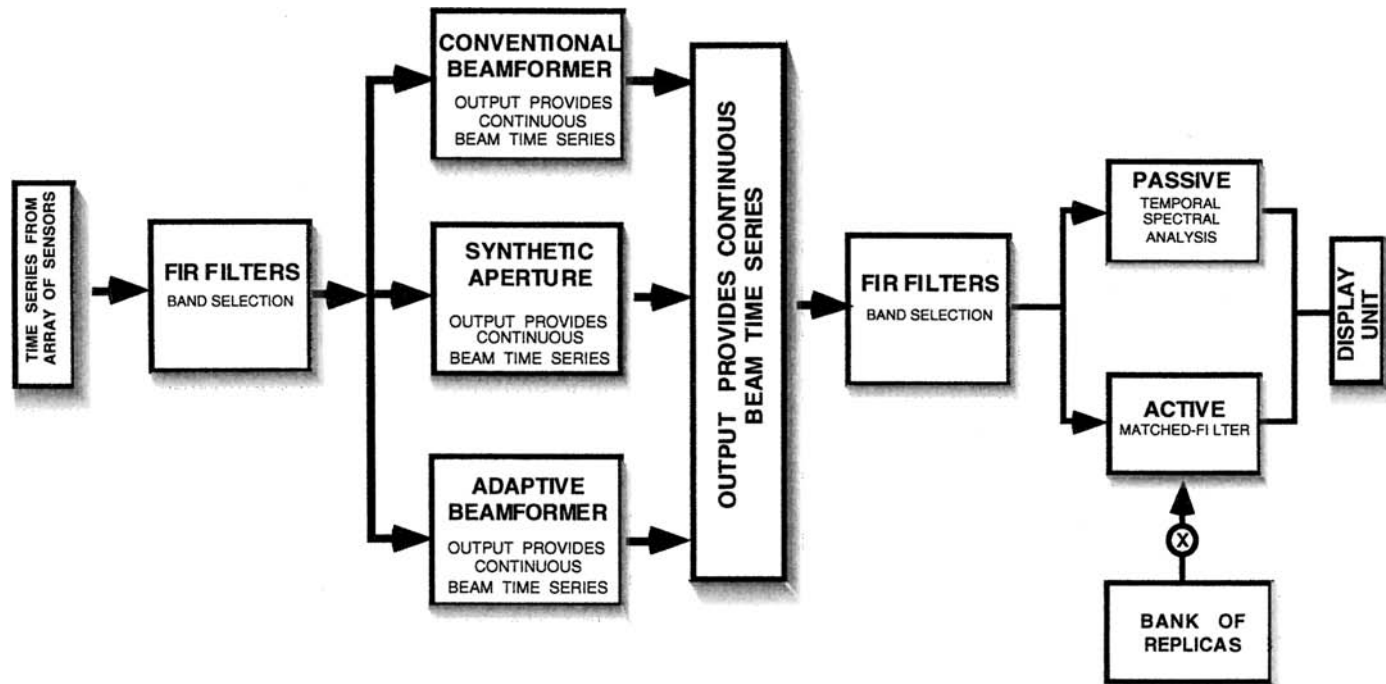 TIME SERIES FROM
ARRAY OF SENSORS
FIR FILTERS
BAND SELECTION
CONVENTIONAL
BEAMFORMER
OUTPUT PROVIDES
CONTINUOUS
BEAM TIME SERIES
SYNTHETIC
APERTURE
OUTPUT PROVIDES
CONTINUOUS
BEAM TIME SERIES
ADAPTIVE
BEAMFORMER
OUTPUT PROVIDES
CONTINUOUS
BEAM TIME SERIES
OUTPUT PROVIDES CONTINUOUS
BEAM TIME SERIES
FIR FILTERS
BAND SELECTION
PASSIVE
TEMPORAL
SPECTRAL
ANALYSIS
ACTIVE
MATCHED-FILTER
X
BANK OF
REPLICAS
DISPLAY
UNIT